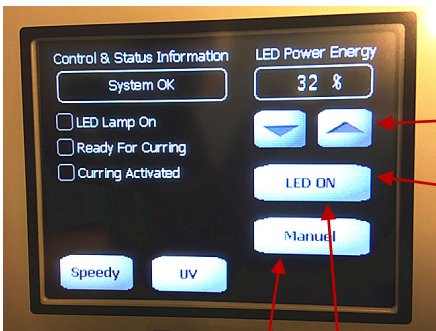 Control & Status Information
System OK
LED Lamp On
Ready For Curring
Curring Activated
LED Power Energy
32 %
LED ON
Manuel
Speedy
UV